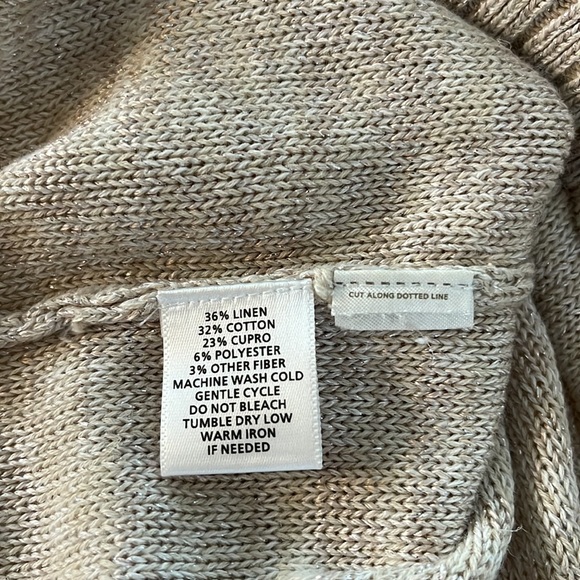 36% LINEN
32% COTTON
23% CUPRO
6% POLYESTER
3% OTHER FIBER
MACHINE WASH COLD
GENTLE CYCLE
DO NOT BLEACH
TUMBLE DRY LOW
WARM IRON
IF NEEDED
CUT ALONG DOTTED LINE